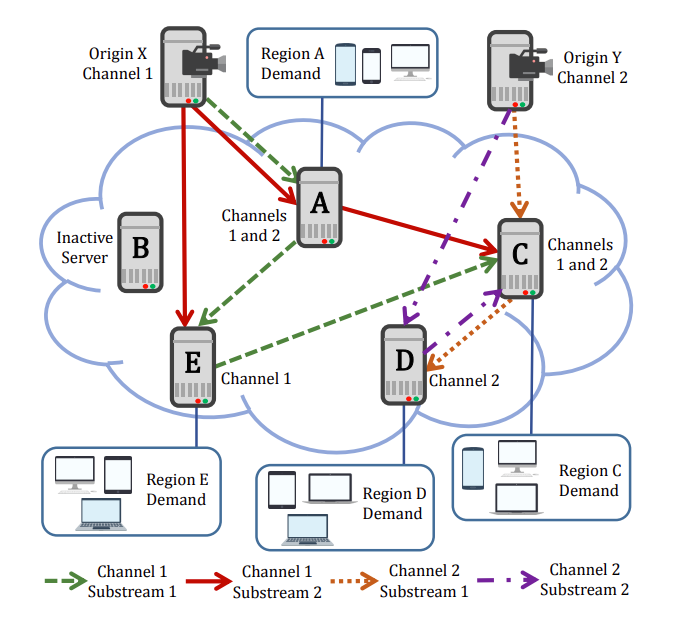 Origin X
Channel 1
Region A
Demand
Origin Y
Channel 2
A
Channels
1 and 2
Inactive
Server
B
C
Channels
1 and 2
E
Channel 1
D
Channel 2
Region E
Demand
Region D
Demand
Region C
Demand
Channel 1
Substream 1
Channel 1
Substream 2
Channel 2
Substream 1
Channel 2
Substream 2